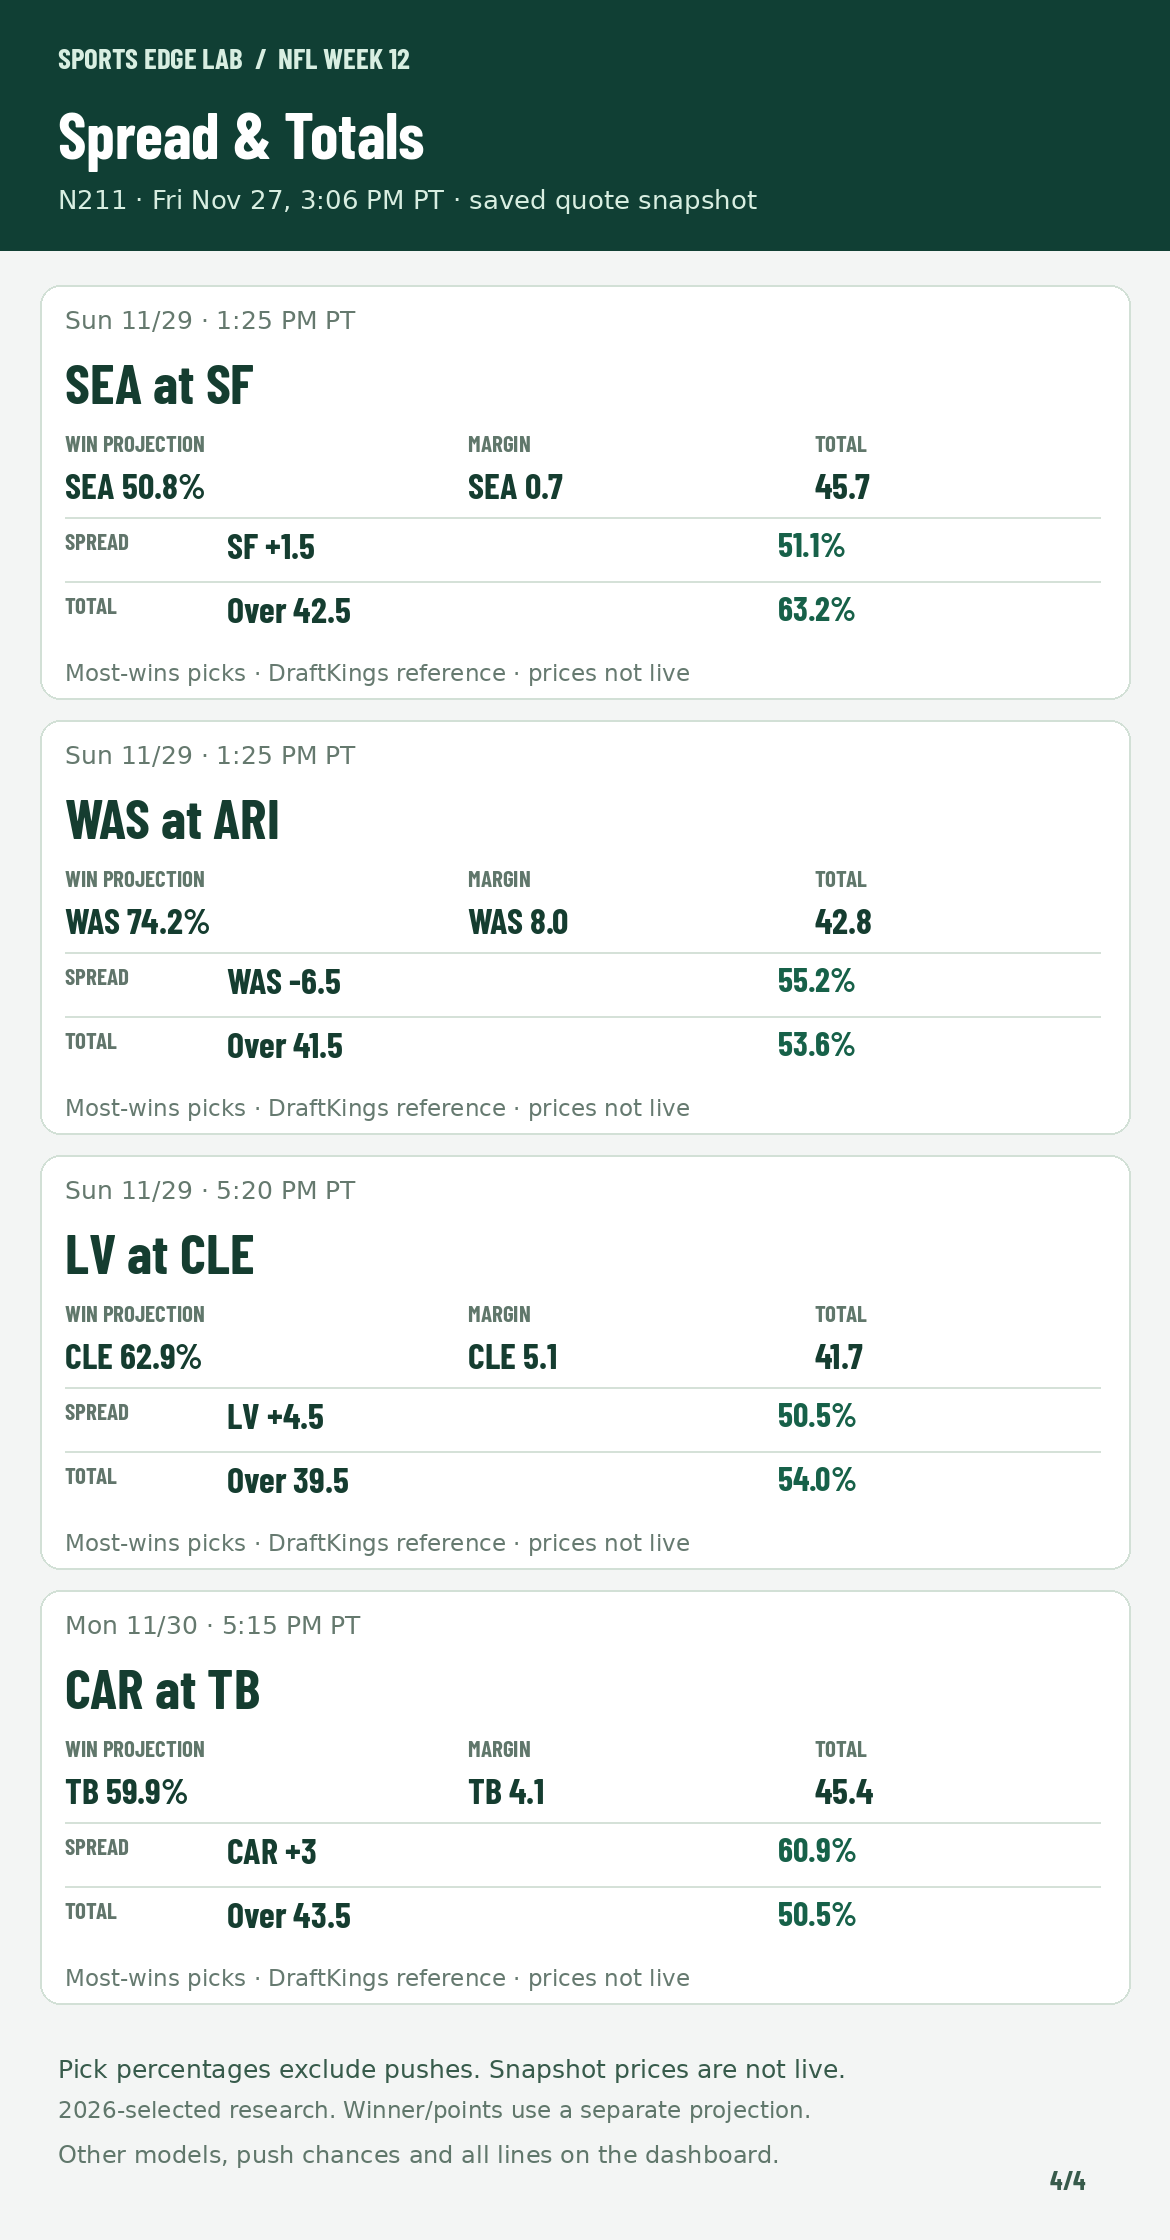 SPORTS EDGE LAB / NFL WEEK 12
Spread & Totals
N211 · Fri Nov 27, 3:06 PM PT · saved quote snapshot
Sun 11/29 · 1:25 PM PT
SEA at SF
WIN PROJECTION MARGIN TOTAL
SEA 50.8% SEA 0.7 45.7
SPREAD SF +1.5 51.1%
TOTAL Over 42.5 63.2%
Most-wins picks · DraftKings reference · prices not live
Sun 11/29 · 1:25 PM PT
WAS at ARI
WIN PROJECTION MARGIN TOTAL
WAS 74.2% WAS 8.0 42.8
SPREAD WAS -6.5 55.2%
TOTAL Over 41.5 53.6%
Most-wins picks · DraftKings reference · prices not live
Sun 11/29 · 5:20 PM PT
LV at CLE
WIN PROJECTION MARGIN TOTAL
CLE 62.9% CLE 5.1 41.7
SPREAD LV +4.5 50.5%
TOTAL Over 39.5 54.0%
Most-wins picks · DraftKings reference · prices not live
Mon 11/30 · 5:15 PM PT
CAR at TB
WIN PROJECTION MARGIN TOTAL
TB 59.9% TB 4.1 45.4
SPREAD CAR +3 60.9%
TOTAL Over 43.5 50.5%
Most-wins picks · DraftKings reference · prices not live
Pick percentages exclude pushes. Snapshot prices are not live.
2026-selected research. Winner/points use a separate projection.
Other models, push chances and all lines on the dashboard.
4/4